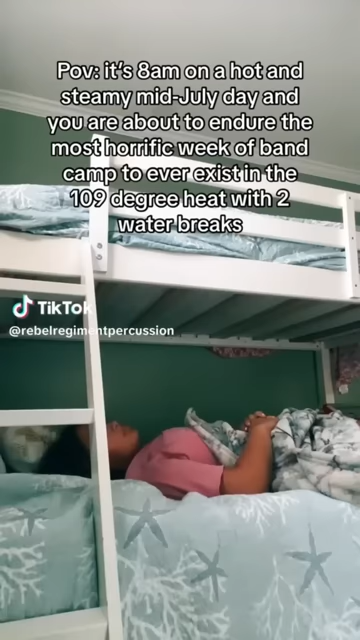 Pov: it's 8am on a hot and
steamy mid-July day and
you are about to endure the
most horrific week of band
camp to ever exist in the
109 degree heat with 2
water breaks
TikTok
@rebelregimentpercussion